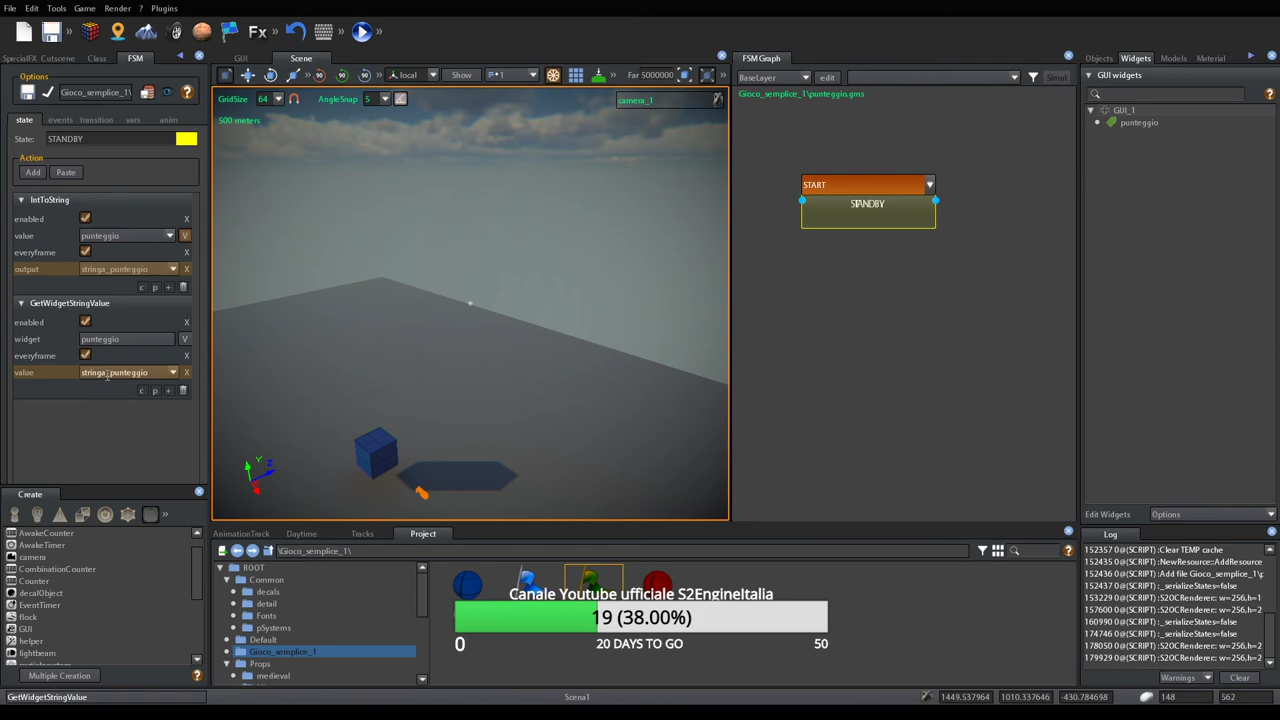 File Edit Tools Game Render ? Plugins
Fx
SpecialFX Cutscene Class FSM
GUI Scene
FSM Graph
Objects Widgets Models Material
Options
90 90 90 local Show 1 Far 5000000
BaseLayer edit Simul
GUI widgets
Gioco_semplice_1\
GridSize 64 AngleSnap 5 camera_1
Gioco_semplice_1\punteggio.gms
500 meters
state events transition vars anim
GUI_1
punteggio
State: STANDBY
Action
Add Paste
START
STANDBY
IntToString
enabled X
value punteggio V
everyframe X
output stringa_punteggio X
c p +
GetWidgetStringValue
enabled X
widget punteggio V
everyframe X
value stringa_punteggio X
c p +
Y
Z
X
Create
Edit Widgets Options
AnimationTrack Daytime Tracks Project
Log
AwakeCounter
AwakeTimer
camera
CombinationCounter
Counter
decalObject
EventTimer
flock
GUI
helper
lightbeam
\Gioco_semplice_1\
ROOT
Common
decals
detail
Fonts
pSystems
Default
Gioco_semplice_1
Props
medieval
Canale Youtube ufficiale S2EngineItalia
19 (38.00%)
0 20 DAYS TO GO 50
152357 0@(SCRIPT) :Clear TEMP cache
152435 0@(SCRIPT) :NewResource::AddResource
152436 0@(SCRIPT) :Add file Gioco_semplice_1\p
152437 0@(SCRIPT) :_serializeStates=false
153229 0@(SCRIPT) :S2OCRenderer: w=256,h=1
157600 0@(SCRIPT) :S2OCRenderer: w=256,h=2
160990 0@(SCRIPT) :_serializeStates=false
174746 0@(SCRIPT) :_serializeStates=false
178050 0@(SCRIPT) :S2OCRenderer: w=256,h=2
179929 0@(SCRIPT) :S2OCRenderer: w=256,h=2
Multiple Creation
Warnings Clear
GetWidgetStringValue
Scena1
1449.537964 1010.337646 -430.784698 148 562